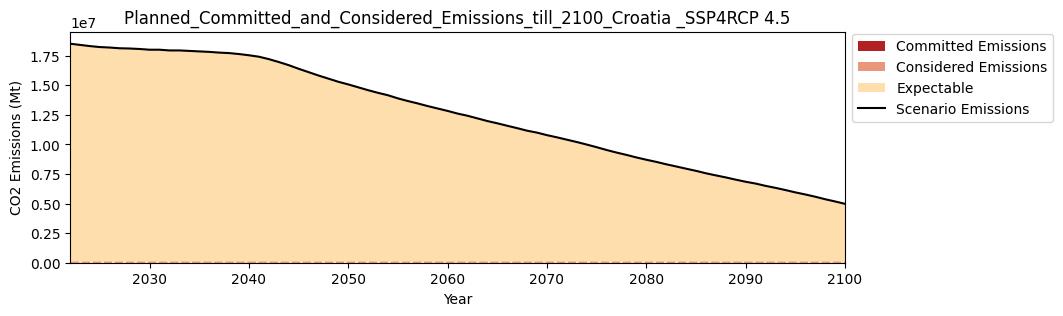 Planned_Committed_and_Considered_Emissions_till_2100_Croatia _SSP4RCP 4.5
1e7
1.75
1.50
1.25
1.00
0.75
0.50
0.25
0.00
CO2 Emissions (Mt)
2030 2040 2050 2060 2070 2080 2090 2100
Year
Committed Emissions
Considered Emissions
Expectable
Scenario Emissions